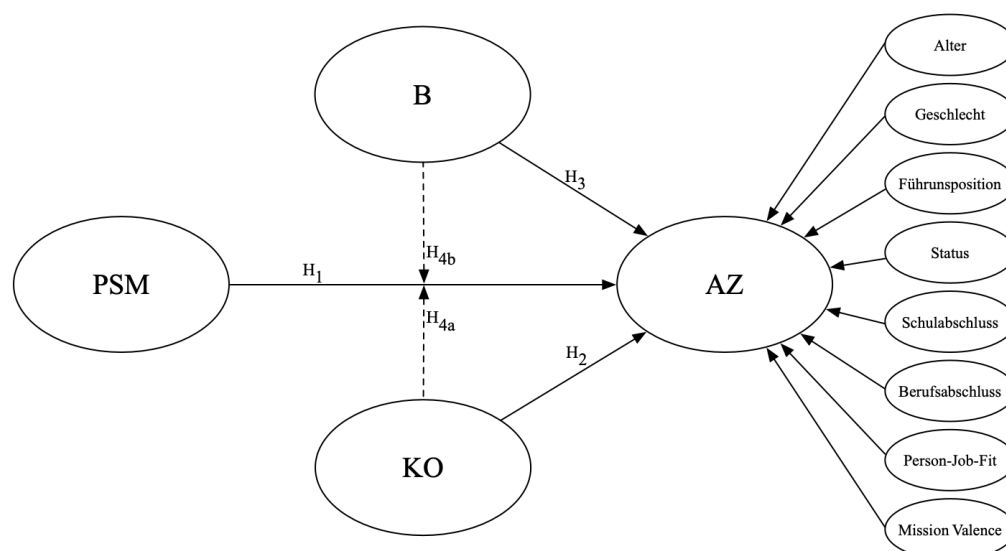 Alter
B
Geschlecht
H3
Führunsposition
H4b
Status
PSM
H1
AZ
H4a
Schulabschluss
H2
Berufsabschluss
KO
Person-Job-Fit
Mission Valence